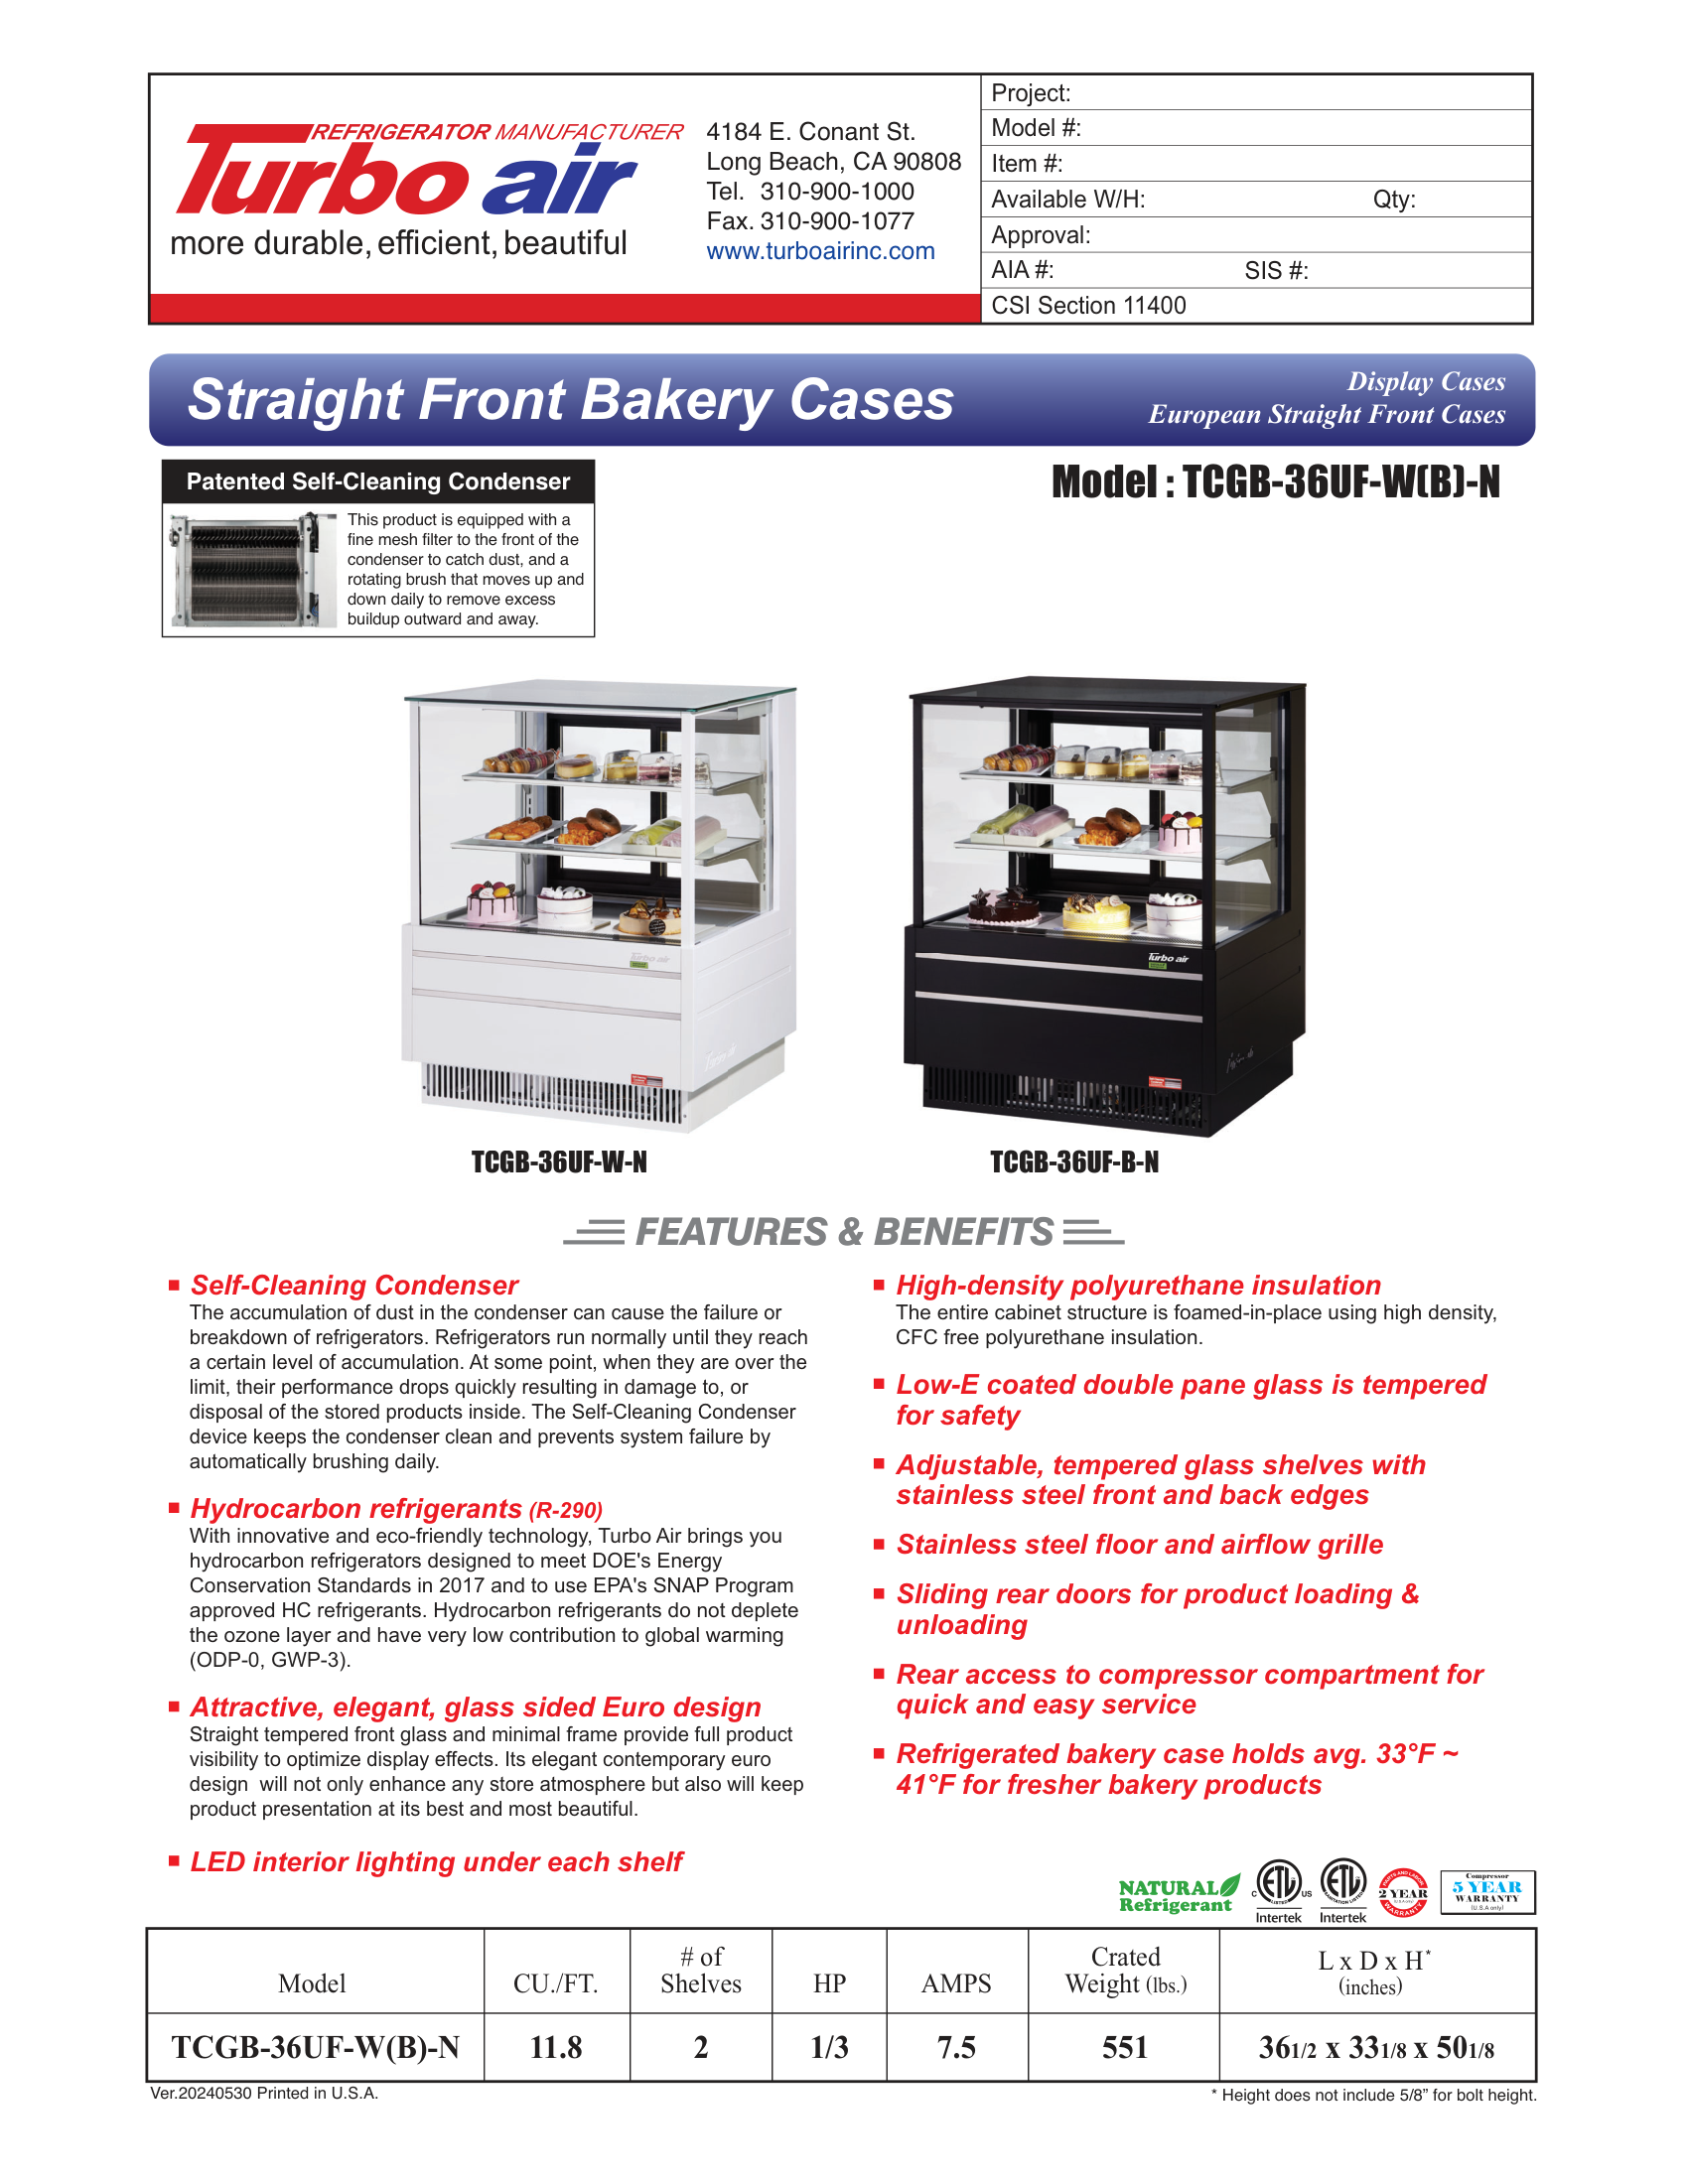 REFRIGERATOR MANUFACTURER
Turbo air
more durable, efficient, beautiful
4184 E. Conant St.
Long Beach, CA 90808
Tel. 310-900-1000
Fax. 310-900-1077
www.turboairinc.com
Project:
Model #:
Item #:
Available W/H: Qty:
Approval:
AIA #: SIS #:
CSI Section 11400
Straight Front Bakery Cases
Display Cases
European Straight Front Cases
Patented Self-Cleaning Condenser
This product is equipped with a
fine mesh filter to the front of the
condenser to catch dust, and a
rotating brush that moves up and
down daily to remove excess
buildup outward and away.
Model : TCGB-36UF-W(B)-N
Turbo air
Turbo air
Turbo air
Turbo air
TCGB-36UF-W-N
TCGB-36UF-B-N
FEATURES & BENEFITS
■ Self-Cleaning Condenser
The accumulation of dust in the condenser can cause the failure or
breakdown of refrigerators. Refrigerators run normally until they reach
a certain level of accumulation. At some point, when they are over the
limit, their performance drops quickly resulting in damage to, or
disposal of the stored products inside. The Self-Cleaning Condenser
device keeps the condenser clean and prevents system failure by
automatically brushing daily.
■ Hydrocarbon refrigerants (R-290)
With innovative and eco-friendly technology, Turbo Air brings you
hydrocarbon refrigerators designed to meet DOE's Energy
Conservation Standards in 2017 and to use EPA's SNAP Program
approved HC refrigerants. Hydrocarbon refrigerants do not deplete
the ozone layer and have very low contribution to global warming
(ODP-0, GWP-3).
■ Attractive, elegant, glass sided Euro design
Straight tempered front glass and minimal frame provide full product
visibility to optimize display effects. Its elegant contemporary euro
design will not only enhance any store atmosphere but also will keep
product presentation at its best and most beautiful.
■ LED interior lighting under each shelf
■ High-density polyurethane insulation
The entire cabinet structure is foamed-in-place using high density,
CFC free polyurethane insulation.
■ Low-E coated double pane glass is tempered
for safety
■ Adjustable, tempered glass shelves with
stainless steel front and back edges
■ Stainless steel floor and airflow grille
■ Sliding rear doors for product loading &
unloading
■ Rear access to compressor compartment for
quick and easy service
■ Refrigerated bakery case holds avg. 33°F ~
41°F for fresher bakery products
NATURAL
Refrigerant
C ETL US
LISTED
Intertek
ETL
SANITATION LISTED
Intertek
PARTS AND LABOR
2 YEAR
(U.S.A only)
WARRANTY
Compressor
5 YEAR
WARRANTY
(U.S.A only)
Model CU./FT. # of Shelves HP AMPS Crated Weight (lbs.) L x D x H* (inches)
TCGB-36UF-W(B)-N 11.8 2 1/3 7.5 551 36 1/2 x 33 1/8 x 50 1/8
Ver.20240530 Printed in U.S.A.
* Height does not include 5/8” for bolt height.